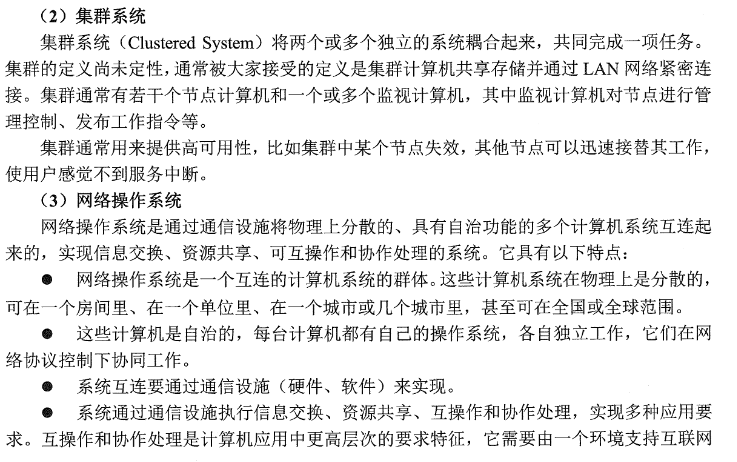 （2）集群系统
集群系统（Clustered System）将两个或多个独立的系统耦合起来，共同完成一项任务。
集群的定义尚未定性，通常被大家接受的定义是集群计算机共享存储并通过 LAN 网络紧密连
接。集群通常有若干个节点计算机和一个或多个监视计算机，其中监视计算机对节点进行管
理控制、发布工作指令等。
集群通常用来提供高可用性，比如集群中某个节点失效，其他节点可以迅速接替其工作，
使用户感觉不到服务中断。
（3）网络操作系统
网络操作系统是通过通信设施将物理上分散的、具有自治功能的多个计算机系统互连起
来的，实现信息交换、资源共享、可互操作和协作处理的系统。它具有以下特点：
● 网络操作系统是一个互连的计算机系统的群体。这些计算机系统在物理上是分散的，
可在一个房间里、在一个单位里、在一个城市或几个城市里，甚至可在全国或全球范围。
● 这些计算机是自治的，每台计算机都有自己的操作系统，各自独立工作，它们在网
络协议控制下协同工作。
● 系统互连要通过通信设施（硬件、软件）来实现。
● 系统通过通信设施执行信息交换、资源共享、互操作和协作处理，实现多种应用要
求。互操作和协作处理是计算机应用中更高层次的要求特征，它需要由一个环境支持互联网